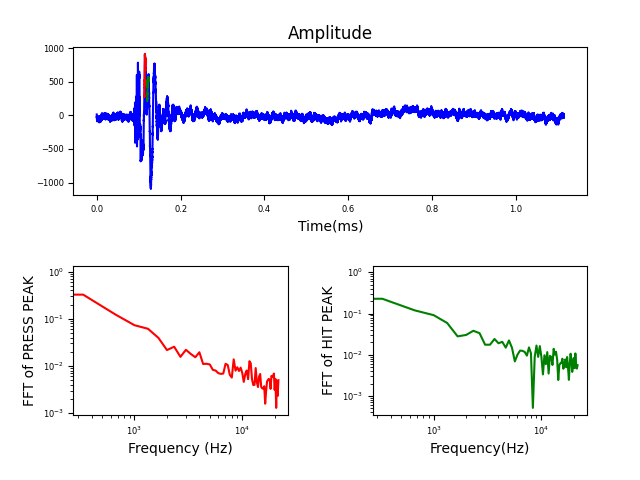 Amplitude
1000
500
0
−500
−1000
0.0 0.2 0.4 0.6 0.8 1.0
Time(ms)
FFT of PRESS PEAK
10⁰
10⁻¹
10⁻²
10⁻³
10³ 10⁴
Frequency (Hz)
FFT of HIT PEAK
10⁰
10⁻¹
10⁻²
10⁻³
10³ 10⁴
Frequency(Hz)